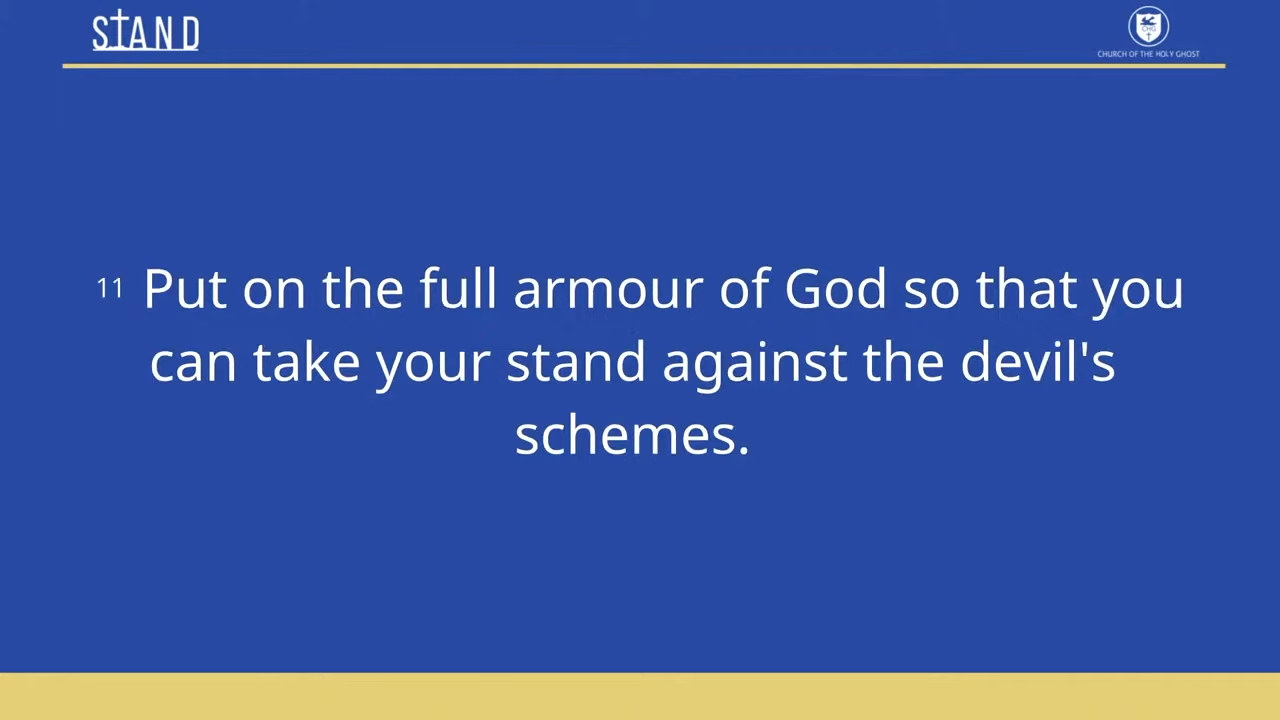 STAND
CHG
CHURCH OF THE HOLY GHOST
11 Put on the full armour of God so that you
can take your stand against the devil's
schemes.